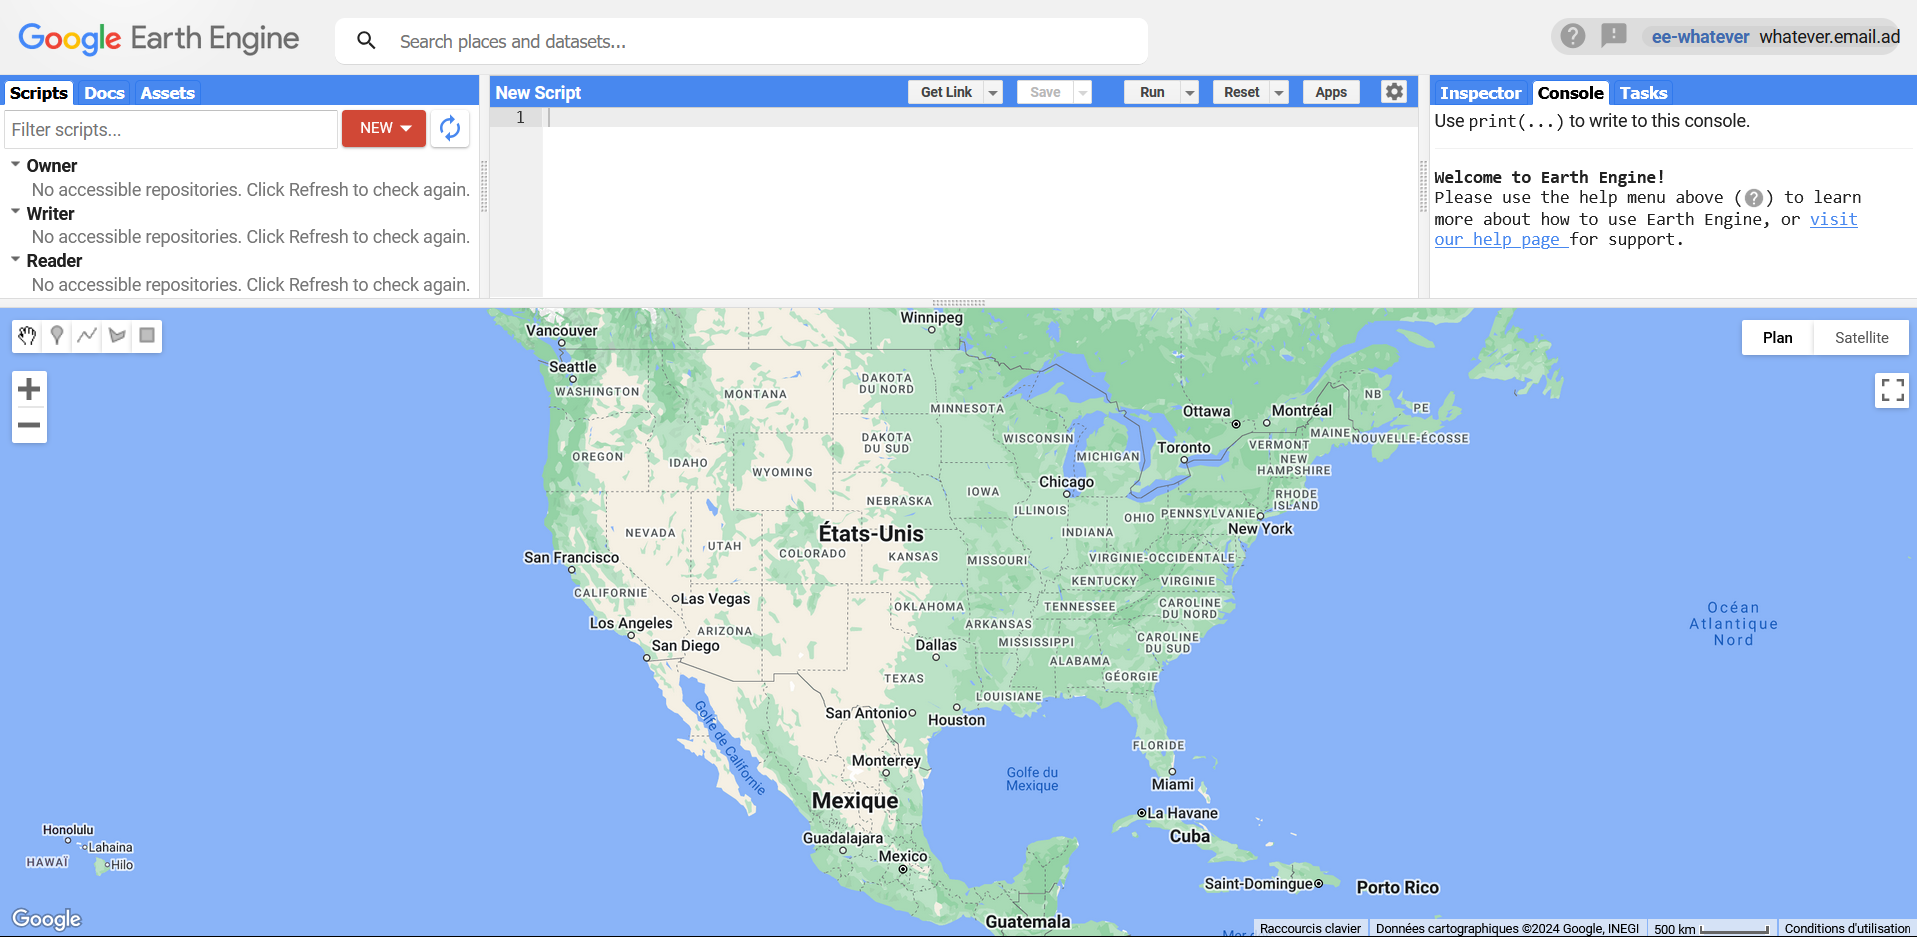 Google Earth Engine
Search places and datasets...
ee-whatever whatever.email.ad
Scripts Docs Assets
Filter scripts...
NEW
Owner
No accessible repositories. Click Refresh to check again.
Writer
No accessible repositories. Click Refresh to check again.
Reader
No accessible repositories. Click Refresh to check again.
New Script
Get Link
Save
Run
Reset
Apps
1
Inspector Console Tasks
Use print(...) to write to this console.
Welcome to Earth Engine!
Please use the help menu above (?) to learn
more about how to use Earth Engine, or visit
our help page for support.
Plan Satellite
Winnipeg
Vancouver
Seattle
WASHINGTON
MONTANA
DAKOTA
DU NORD
MINNESOTA
Ottawa
Montréal
NB
PE
MAINE
NOUVELLE-ÉCOSSE
OREGON
IDAHO
WYOMING
DAKOTA
DU SUD
WISCONSIN
MICHIGAN
Toronto
VERMONT
NEW
HAMPSHIRE
Chicago
IOWA
NEBRASKA
ILLINOIS
OHIO
PENNSYLVANIE
RHODE
ISLAND
New York
NEVADA
UTAH
COLORADO
États-Unis
KANSAS
MISSOURI
INDIANA
VIRGINIE-OCCIDENTALE
San Francisco
CALIFORNIE
Las Vegas
KENTUCKY
VIRGINIE
OKLAHOMA
TENNESSEE
CAROLINE
DU NORD
Los Angeles
ARIZONA
ARKANSAS
MISSISSIPPI
CAROLINE
DU SUD
San Diego
Dallas
ALABAMA
TEXAS
GÉORGIE
LOUISIANE
San Antonio
Houston
Golfe de Californie
FLORIDE
Monterrey
Golfe du
Mexique
Miami
Mexique
La Havane
Cuba
Guadalajara
Mexico
Saint-Domingue
Porto Rico
Guatemala
Océan
Atlantique
Nord
Honolulu
Lahaina
HAWAÏ
Hilo
Google
Raccourcis clavier
Données cartographiques ©2024 Google, INEGI
500 km
Conditions d'utilisation